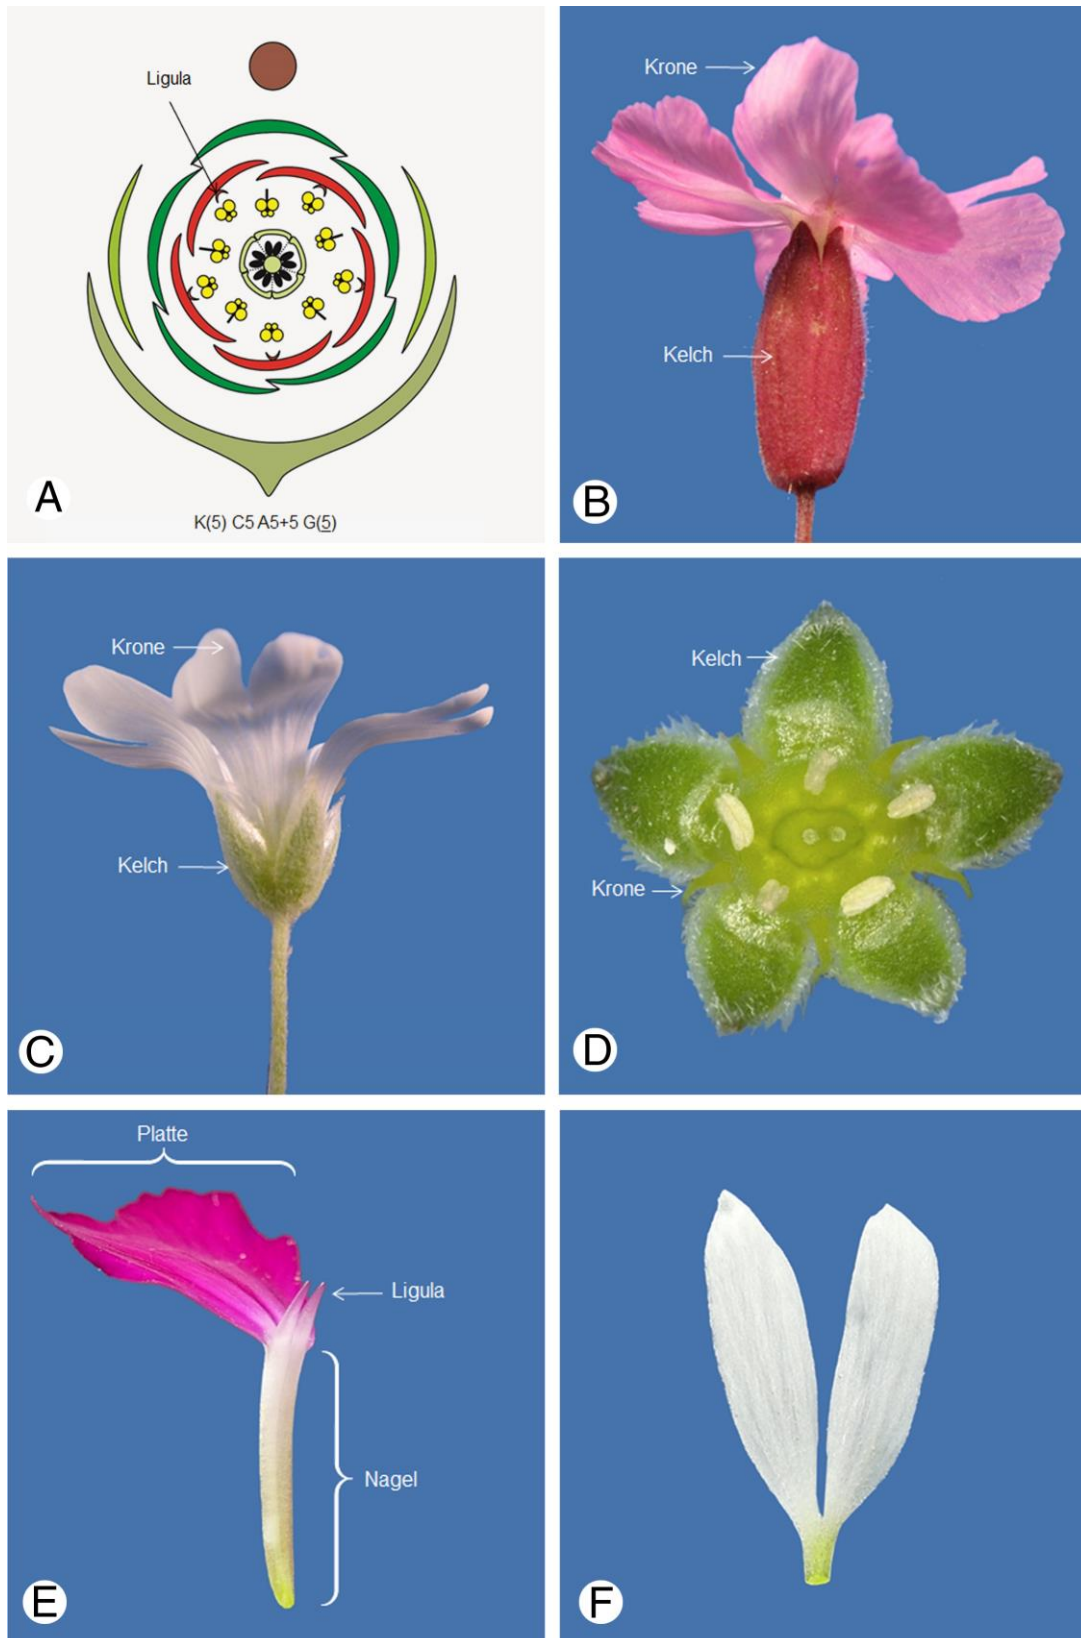 Ligula
A
K(5) C5 A5+5 G(5)
Krone
Kelch
B
Krone
Kelch
C
Kelch
Krone
D
Platte
Ligula
Nagel
E
F